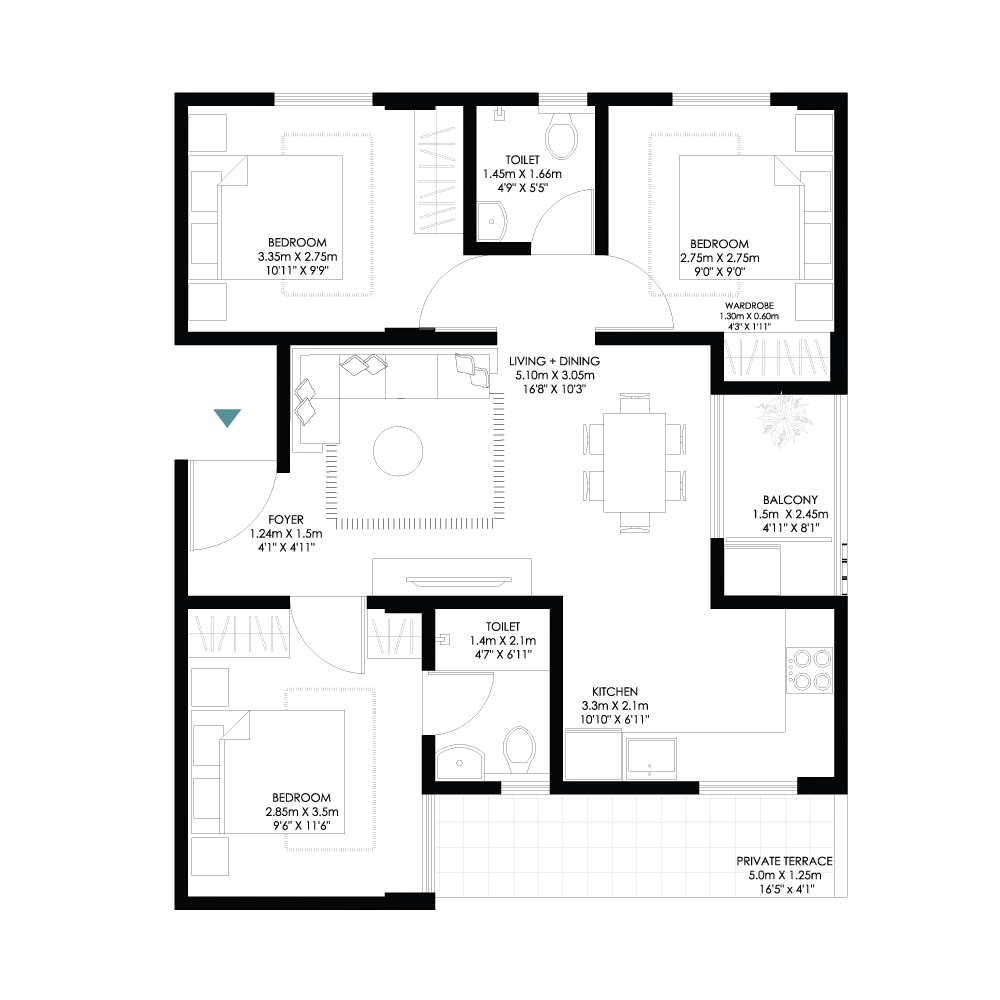 TOILET
1.45m X 1.66m
4'9" X 5'5"
BEDROOM
3.35m X 2.75m
10'11" X 9'9"
BEDROOM
2.75m X 2.75m
9'0" X 9'0"
WARDROBE
1.30m X 0.60m
4'3" X 1'11"
LIVING + DINING
5.10m X 3.05m
16'8" X 10'3"
BALCONY
1.5m X 2.45m
4'11" X 8'1"
FOYER
1.24m X 1.5m
4'1" X 4'11"
TOILET
1.4m X 2.1m
4'7" X 6'11"
KITCHEN
3.3m X 2.1m
10'10" X 6'11"
BEDROOM
2.85m X 3.5m
9'6" X 11'6"
PRIVATE TERRACE
5.0m X 1.25m
16'5" x 4'1"